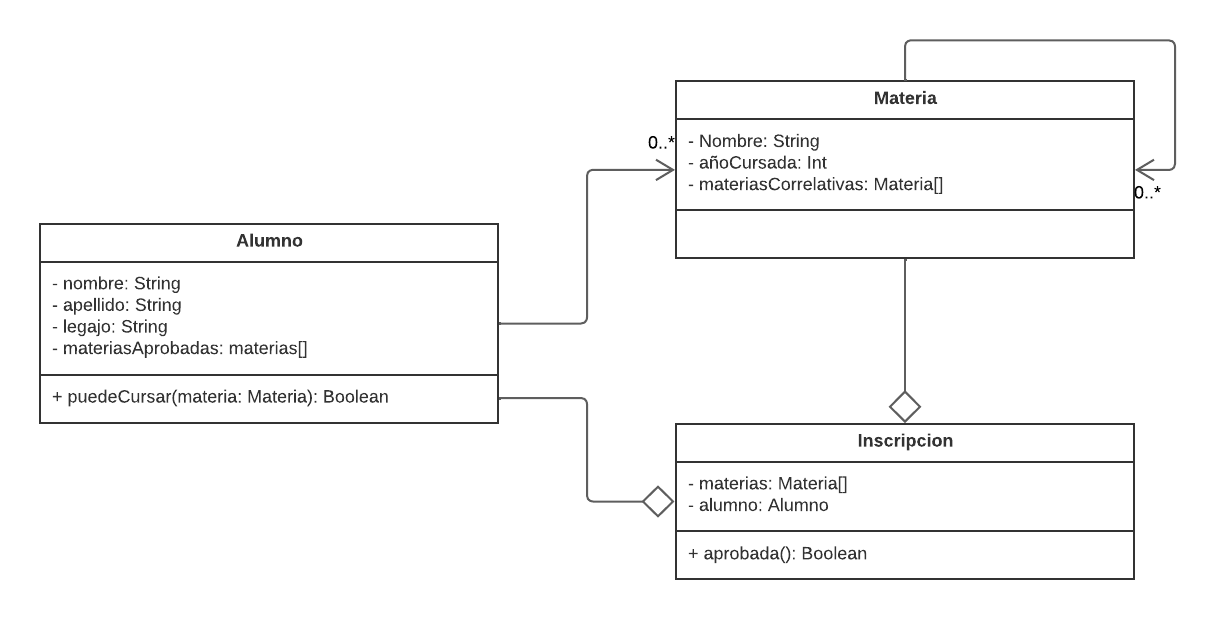 Materia
0..*
- Nombre: String
- añoCursada: Int
- materiasCorrelativas: Materia[]
0..*
Alumno
- nombre: String
- apellido: String
- legajo: String
- materiasAprobadas: materias[]
+ puedeCursar(materia: Materia): Boolean
Inscripcion
- materias: Materia[]
- alumno: Alumno
+ aprobada(): Boolean